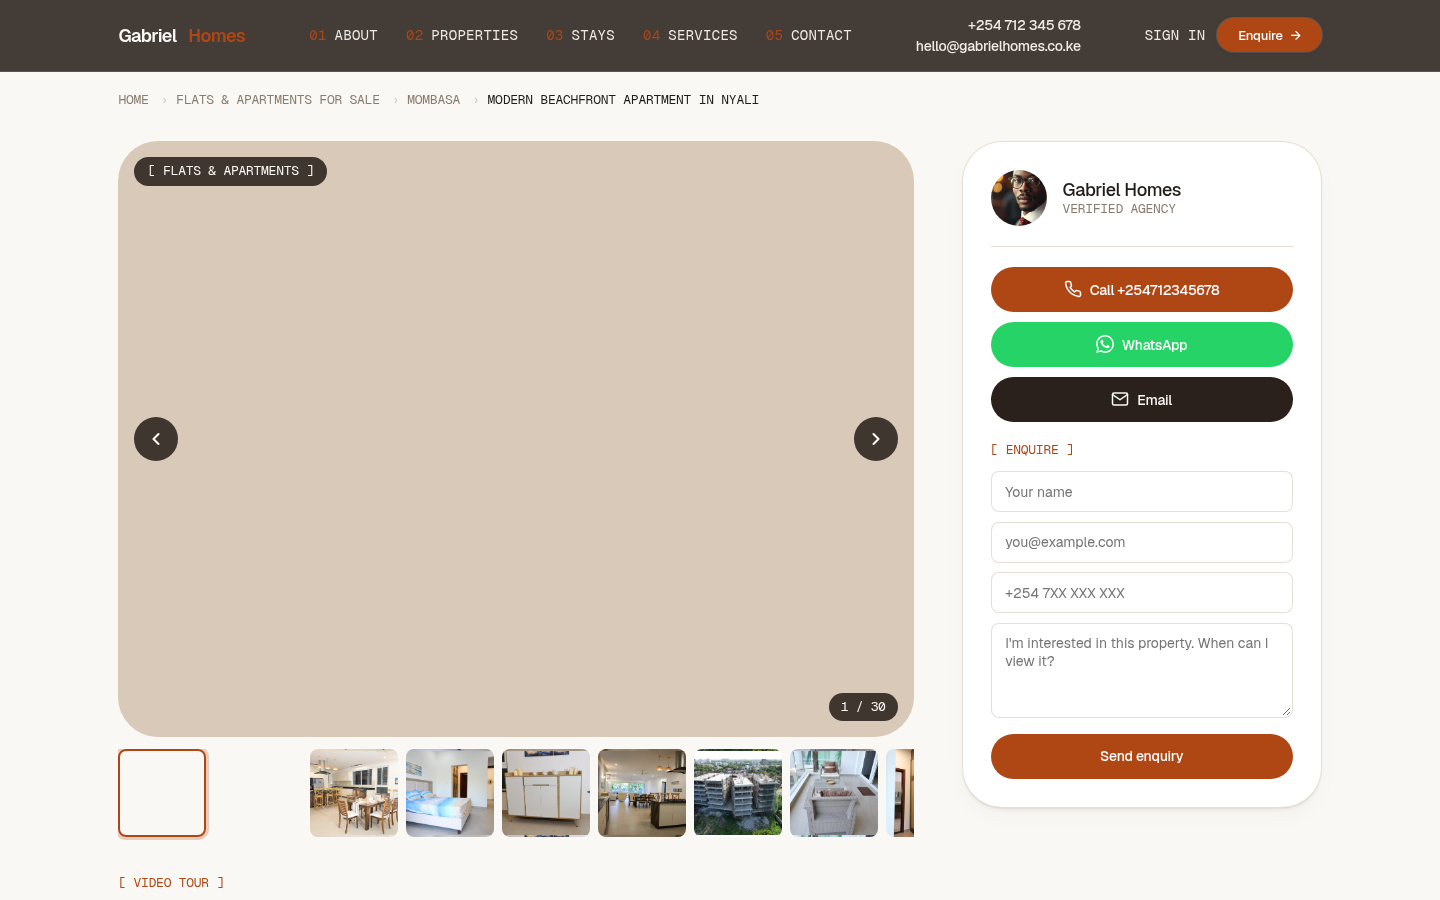 Gabriel Homes
01 ABOUT
02 PROPERTIES
03 STAYS
04 SERVICES
05 CONTACT
+254 712 345 678
hello@gabrielhomes.co.ke
SIGN IN
Enquire →
HOME › FLATS & APARTMENTS FOR SALE › MOMBASA › MODERN BEACHFRONT APARTMENT IN NYALI
[ FLATS & APARTMENTS ]
1 / 30
[ VIDEO TOUR ]
Gabriel Homes
VERIFIED AGENCY
Call +254712345678
WhatsApp
Email
[ ENQUIRE ]
Your name
you@example.com
+254 7XX XXX XXX
I'm interested in this property. When can I
view it?
Send enquiry